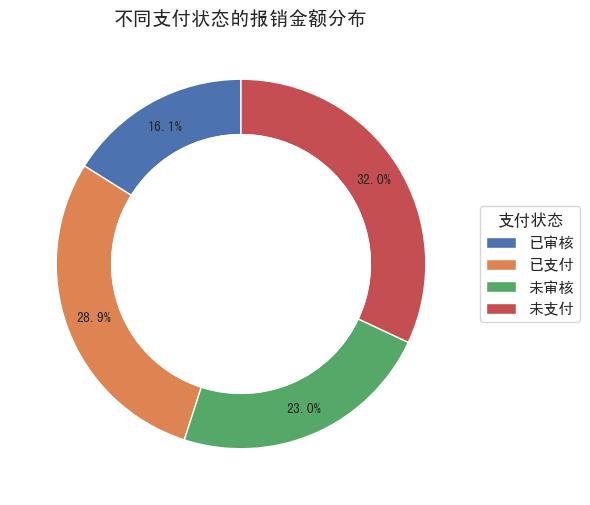 不同支付状态的报销金额分布
16.1%
32.0%
28.9%
23.0%
支付状态
已审核
已支付
未审核
未支付